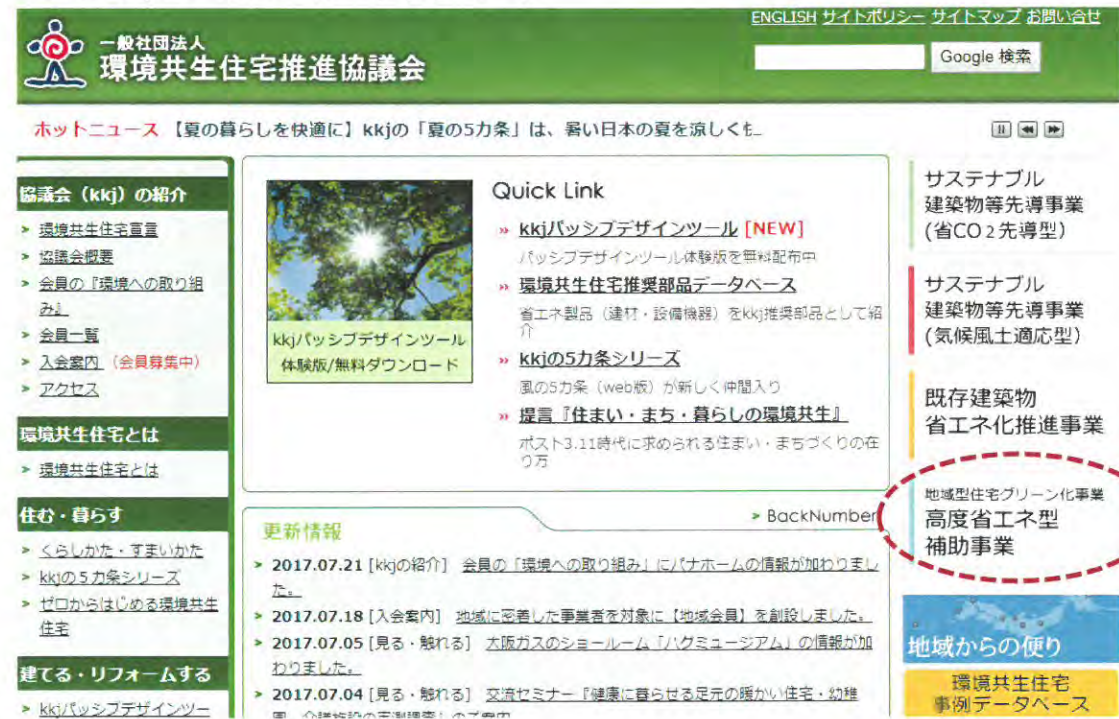 ENGLISH サイトポリシー サイトマップ お問い合せ
一般社団法人
環境共生住宅推進協議会
Google 検索
ホットニュース 【夏の暮らしを快適に】kkjの「夏の5カ条」は、暑い日本の夏を涼しくも_
協議会（kkj）の紹介
環境共生住宅宣言
協議会概要
会員の『環境への取り組
み』
会員一覧
入会案内 （会員募集中）
アクセス
環境共生住宅とは
環境共生住宅とは
住む・暮らす
くらしかた・すまいかた
kkjの５カ条シリーズ
ゼロからはじめる環境共生
住宅
建てる・リフォームする
kkjパッシブデザインツー
kkjパッシブデザインツール
体験版/無料ダウンロード
Quick Link
» kkjパッシブデザインツール [NEW]
パッシブデザインツール体験版を無料配布中
» 環境共生住宅推奨部品データベース
省エネ製品（建材・設備機器）をkkj推奨部品として紹
介
» kkjの5カ条シリーズ
風の5カ条（web版）が新しく仲間入り
» 提言『住まい・まち・暮らしの環境共生』
ポスト3.11時代に求められる住まい・まちづくりの在
り方
更新情報
> BackNumber
> 2017.07.21 [kkjの紹介] 会員の「環境への取り組み」にパナホームの情報が加わりまし
た。
> 2017.07.18 [入会案内] 地域に密着した事業者を対象に【地域会員】を創設しました。
> 2017.07.05 [見る・触れる] 大阪ガスのショールーム「ハグミュージアム」の情報が加
わりました。
> 2017.07.04 [見る・触れる] 交流セミナー『健康に暮らせる足元の暖かい住宅・幼稚
サステナブル
建築物等先導事業
(省CO２先導型)
サステナブル
建築物等先導事業
(気候風土適応型)
既存建築物
省エネ化推進事業
地域型住宅グリーン化事業
高度省エネ型
補助事業
地域からの便り
環境共生住宅
事例データベース